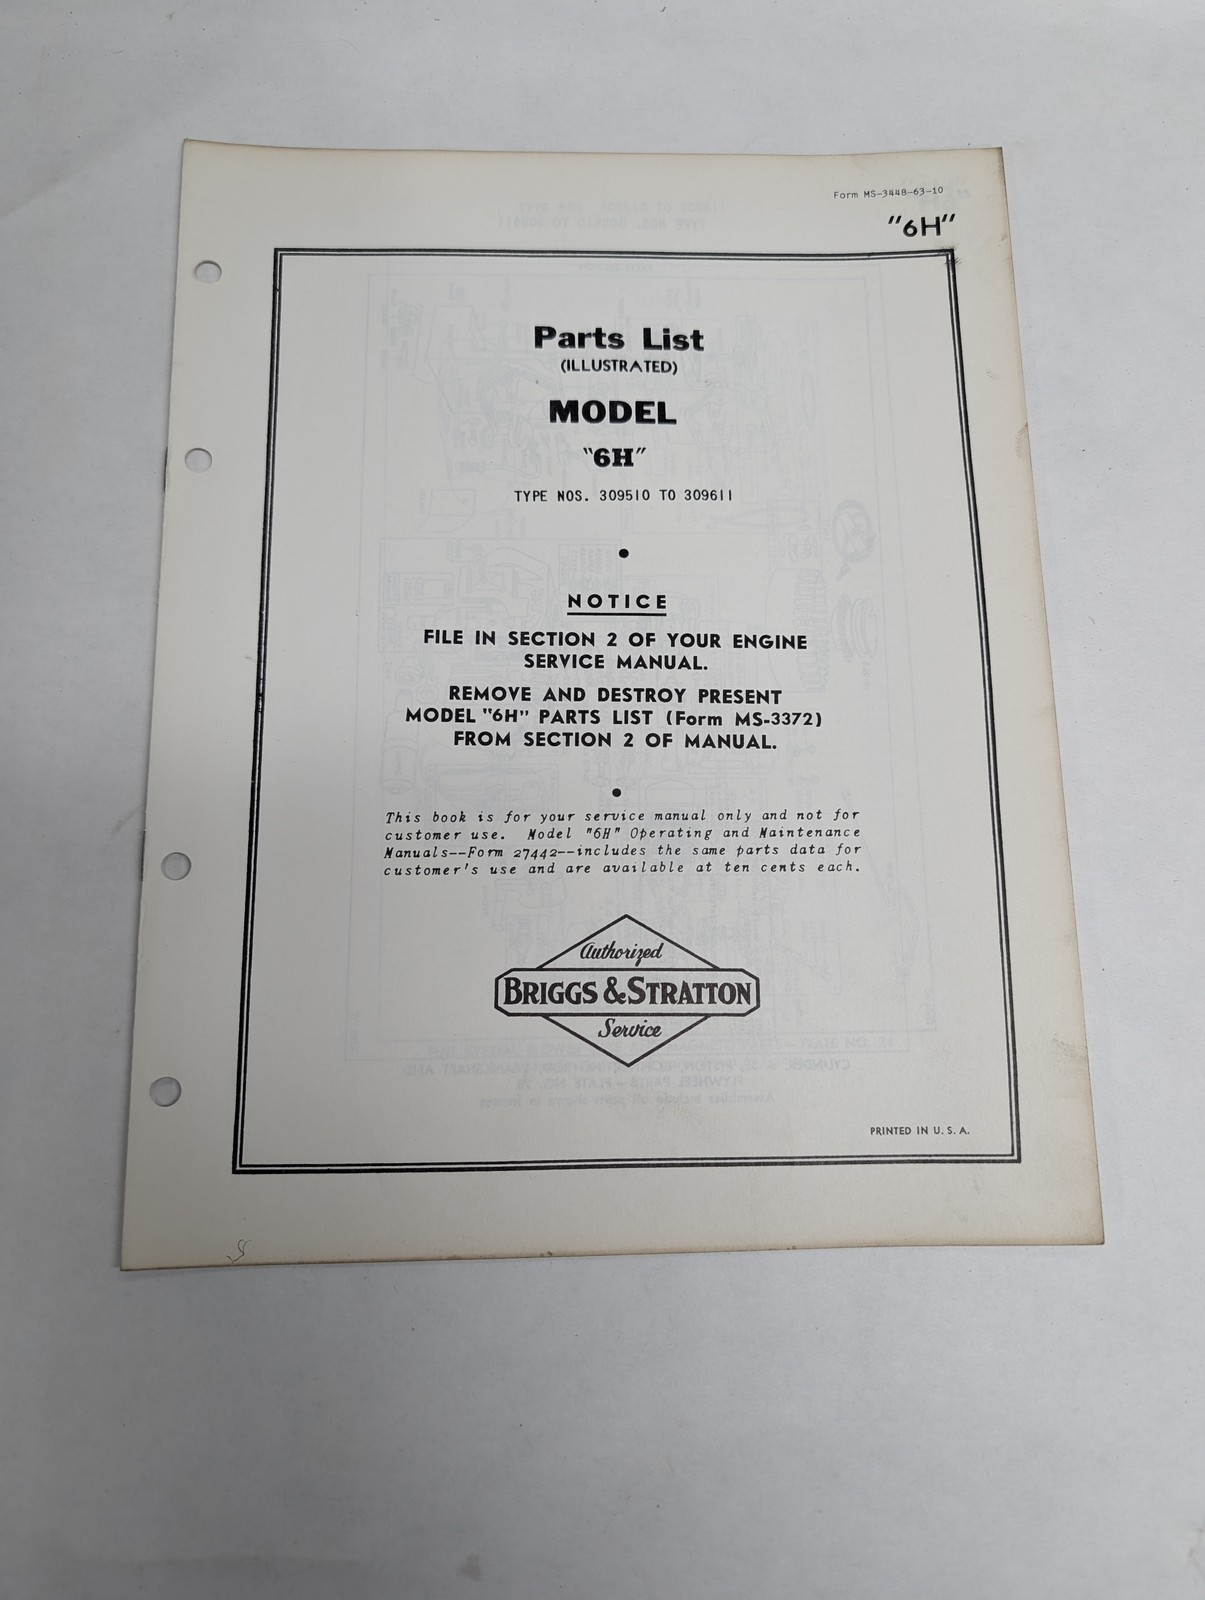 Form MS-3448-63-10
"6H"
Parts List
(ILLUSTRATED)
MODEL
"6H"
TYPE NOS. 309510 TO 309611
NOTICE
FILE IN SECTION 2 OF YOUR ENGINE
SERVICE MANUAL.
REMOVE AND DESTROY PRESENT
MODEL "6H" PARTS LIST (Form MS-3372)
FROM SECTION 2 OF MANUAL.
This book is for your service manual only and not for
customer use. Model "6H" Operating and Maintenance
Manuals--Form 27442--includes the same parts data for
customer's use and are available at ten cents each.
Authorized
BRIGGS & STRATTON
Service
PRINTED IN U. S. A.